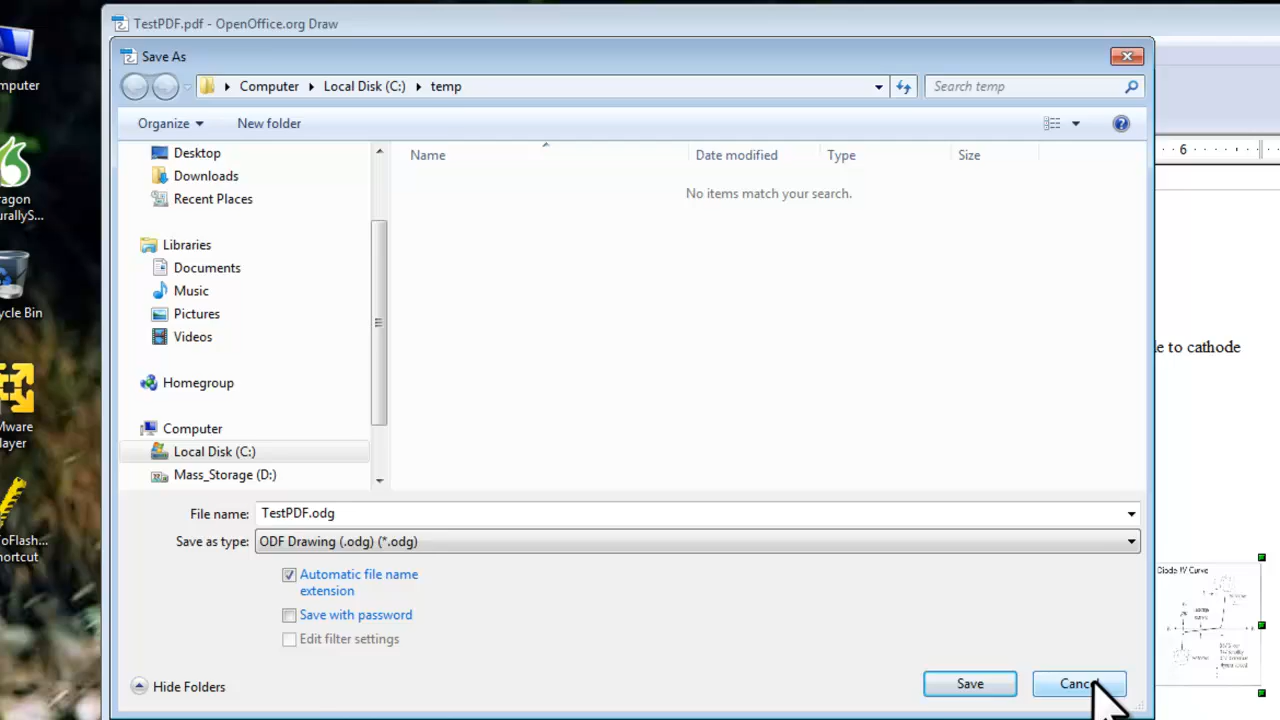 TestPDF.pdf - OpenOffice.org Draw
Save As
Computer Local Disk (C:) temp
Search temp
Organize
New folder
Name
Date modified
Type
Size
No items match your search.
Desktop
Downloads
Recent Places
Libraries
Documents
Music
Pictures
Videos
Homegroup
Computer
Local Disk (C:)
Mass_Storage (D:)
File name: TestPDF.odg
Save as type: ODF Drawing (.odg) (*.odg)
Automatic file name
extension
Save with password
Edit filter settings
Hide Folders
Save
Cancel
mputer
ragon
urallyS...
ycle Bin
Mware
layer
ToFlash...
hortcut
6
to cathode
Diode IV Curve